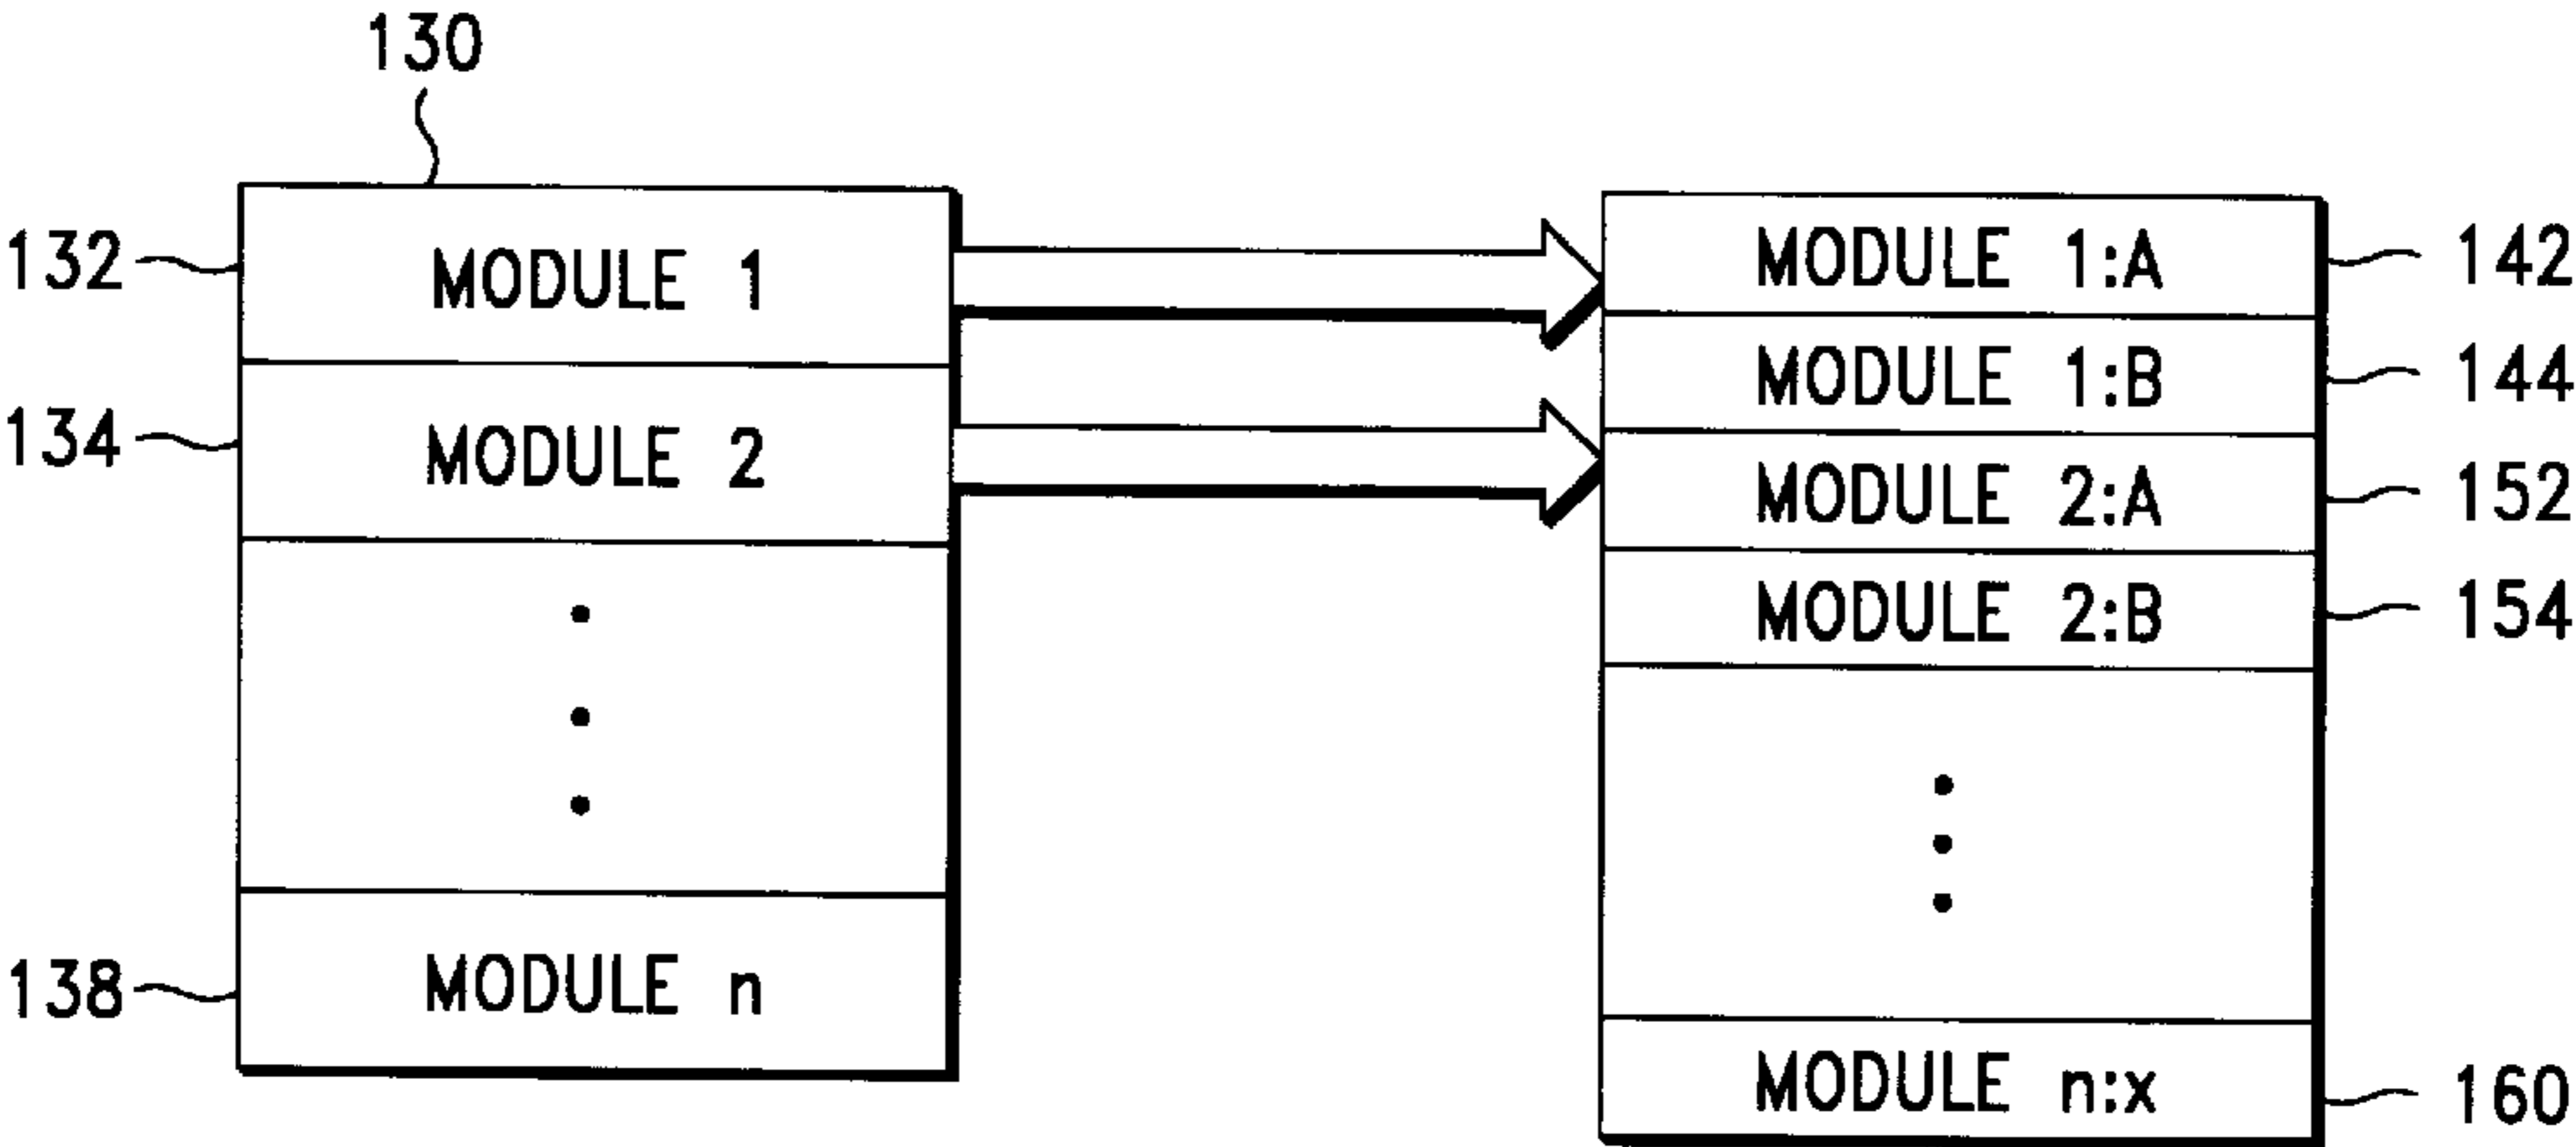 130
132
MODULE 1
134
MODULE 2
138
MODULE n
MODULE 1:A
142
MODULE 1:B
144
MODULE 2:A
152
MODULE 2:B
154
MODULE n:x
160